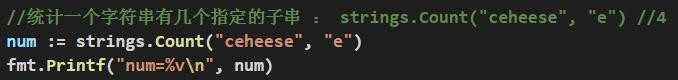 //统计一个字符串有几个指定的子串 ： strings.Count("ceheese", "e") //4
num := strings.Count("ceheese", "e")
fmt.Printf("num=%v\n", num)